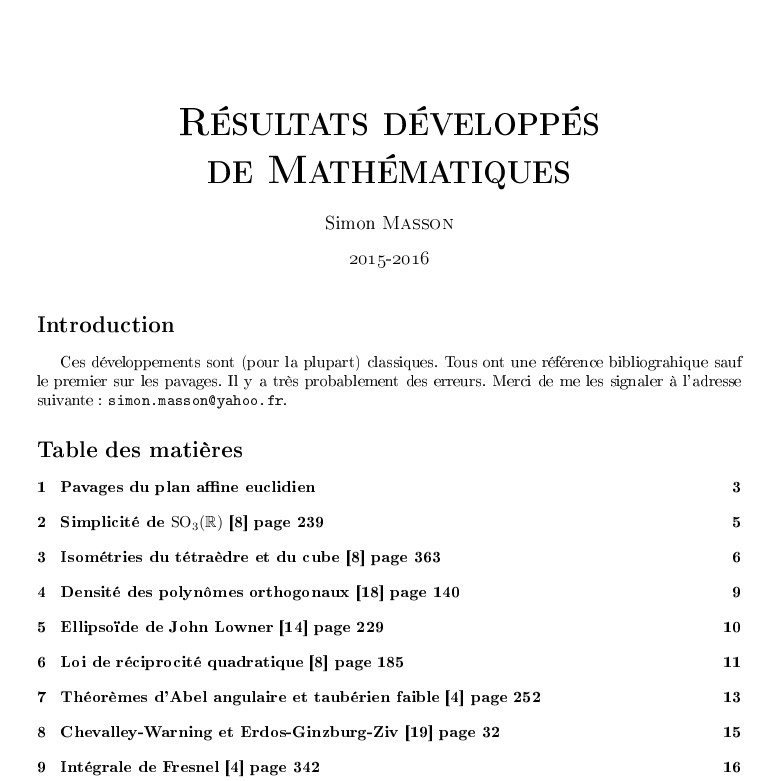 Résultats développés
de Mathématiques
Simon Masson
2015-2016
Introduction
Ces développements sont (pour la plupart) classiques. Tous ont une référence bibliograhique sauf
le premier sur les pavages. Il y a très probablement des erreurs. Merci de me les signaler à l'adresse
suivante : simon.masson@yahoo.fr.
Table des matières
1 Pavages du plan affine euclidien 3
2 Simplicité de SO₃(ℝ) [8] page 239 5
3 Isométries du tétraèdre et du cube [8] page 363 6
4 Densité des polynômes orthogonaux [18] page 140 9
5 Ellipsoïde de John Lowner [14] page 229 10
6 Loi de réciprocité quadratique [8] page 185 11
7 Théorèmes d'Abel angulaire et taubérien faible [4] page 252 13
8 Chevalley-Warning et Erdos-Ginzburg-Ziv [19] page 32 15
9 Intégrale de Fresnel [4] page 342 16